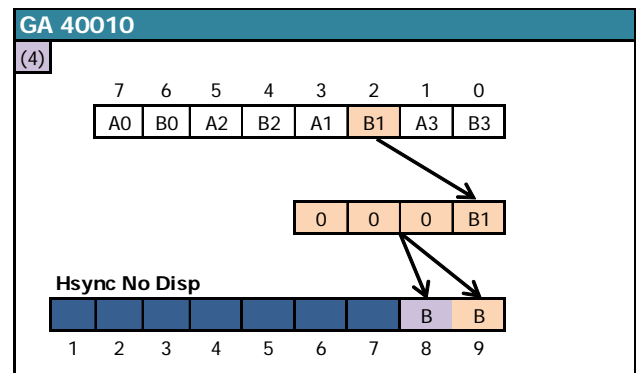 GA 40010
(4)
7 6 5 4 3 2 1 0
A0 B0 A2 B2 A1 B1 A3 B3
0 0 0 B1
Hsync No Disp
B B
1 2 3 4 5 6 7 8 9